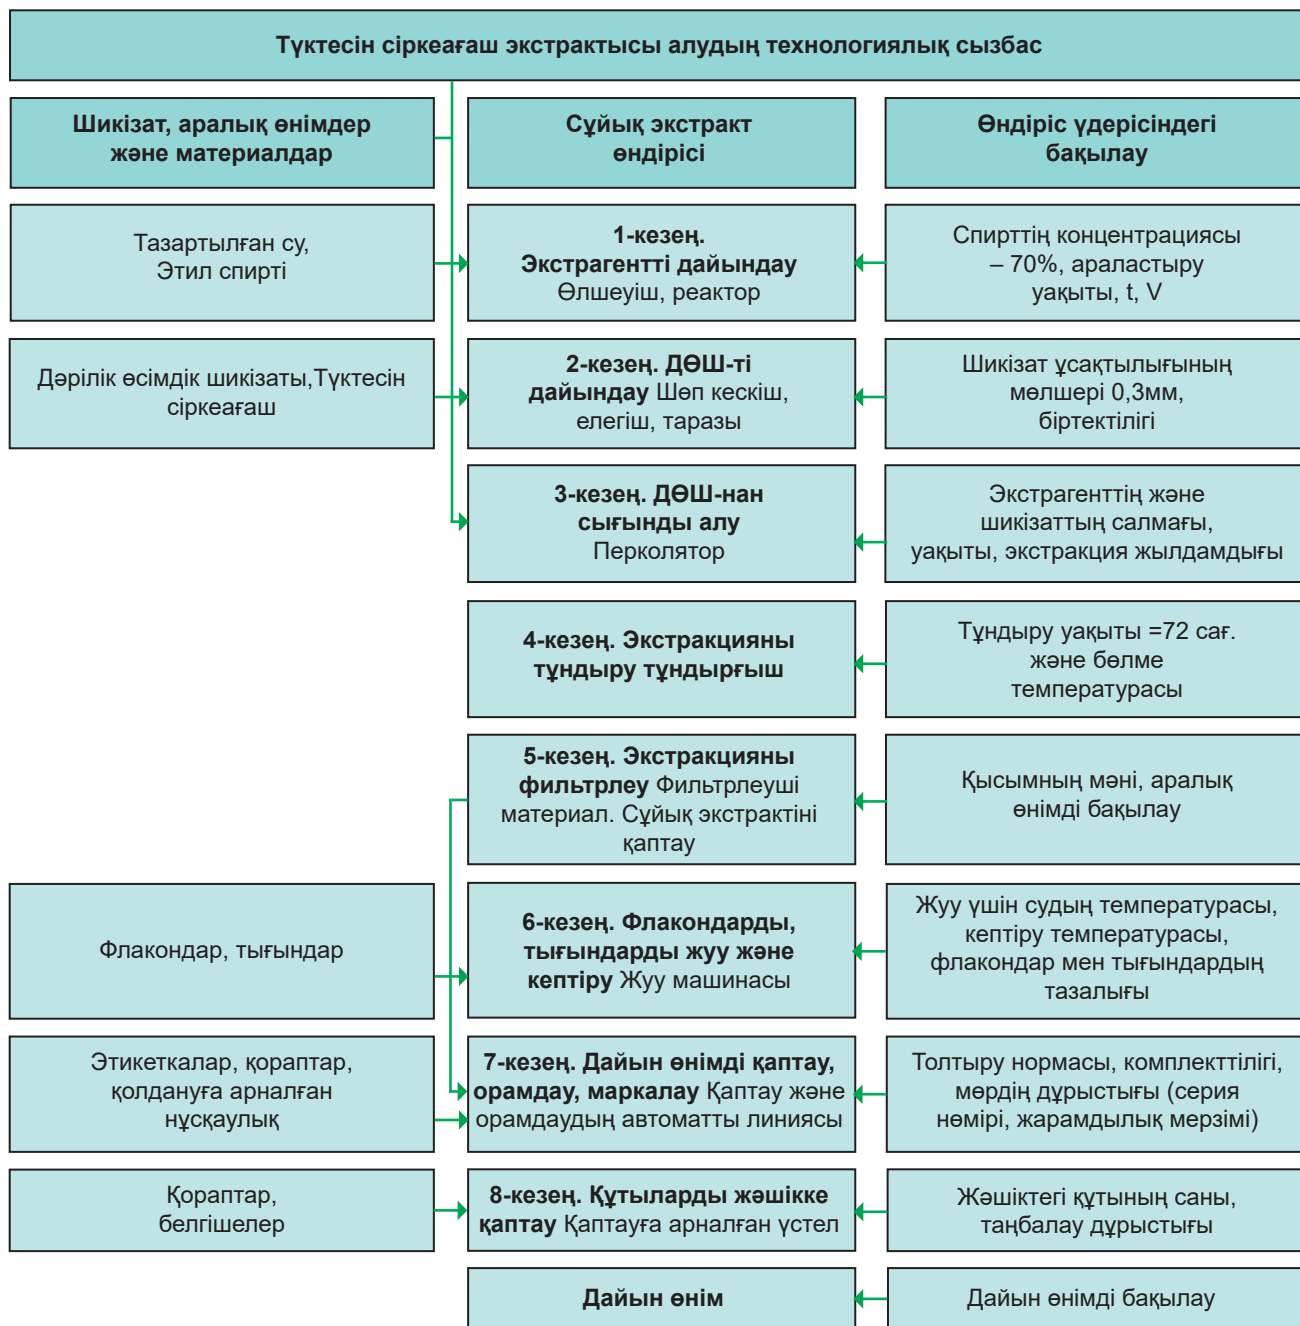 Түктесін сіркеағаш экстрактысы алудың технологиялық сызбас
Шикізат, аралық өнімдер
және материалдар
Сұйық экстракт
өндірісі
Өндіріс үдерісіндегі
бақылау
Тазартылған су,
Этил спирті
1-кезең.
Экстрагентті дайындау
Өлшеуіш, реактор
Спирттің концентрациясы
– 70%, араластыру
уақыты, t, V
Дәрілік өсімдік шикізаты,Түктесін
сіркеағаш
2-кезең. ДӨШ-ті
дайындау Шөп кескіш,
елегіш, таразы
Шикізат ұсақтылығының
мөлшері 0,3мм,
біртектілігі
3-кезең. ДӨШ-нан
сығынды алу
Перколятор
Экстрагенттің және
шикізаттың салмағы,
уақыты, экстракция жылдамдығы
4-кезең. Экстракцияны
тұндыру тұндырғыш
Тұндыру уақыты =72 сағ.
және бөлме
температурасы
5-кезең. Экстракцияны
фильтрлеу Фильтрлеуші
материал. Сұйық экстрактіні
қаптау
Қысымның мәні, аралық
өнімді бақылау
Флакондар, тығындар
6-кезең. Флакондарды,
тығындарды жуу және
кептіру Жуу машинасы
Жуу үшін судың температурасы,
кептіру температурасы,
флакондар мен тығындардың
тазалығы
Этикеткалар, қораптар,
қолдануға арналған
нұсқаулық
7-кезең. Дайын өнімді қаптау,
орамдау, маркалау Қаптау және
орамдаудың автоматты линиясы
Толтыру нормасы, комплекттілігі,
мөрдің дұрыстығы (серия
нөмірі, жарамдылық мерзімі)
Қораптар,
белгішелер
8-кезең. Құтыларды жәшікке
қаптау Қаптауға арналған үстел
Жәшіктегі құтының саны,
таңбалау дұрыстығы
Дайын өнім
Дайын өнімді бақылау